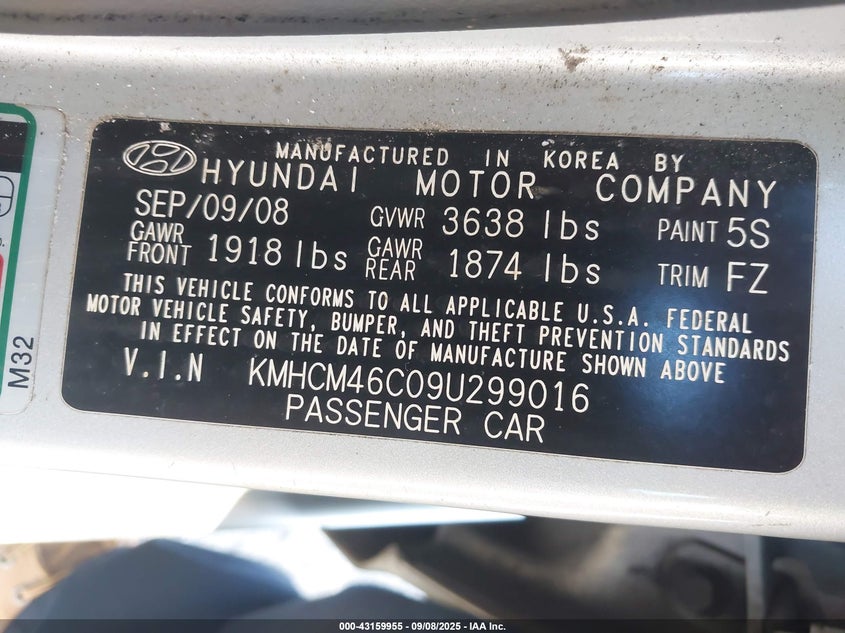 MANUFACTURED IN KOREA BY
HYUNDAI MOTOR COMPANY
SEP/09/08 GVWR 3638 lbs PAINT 5S
GAWR FRONT 1918 lbs GAWR REAR 1874 lbs TRIM FZ
THIS VEHICLE CONFORMS TO ALL APPLICABLE U.S.A. FEDERAL
MOTOR VEHICLE SAFETY, BUMPER, AND THEFT PREVENTION STANDARDS
IN EFFECT ON THE DATE OF MANUFACTURE SHOWN ABOVE
V.I.N KMHCM46C09U299016
PASSENGER CAR
M32
000-43159955 - 09/08/2025 - IAA Inc.